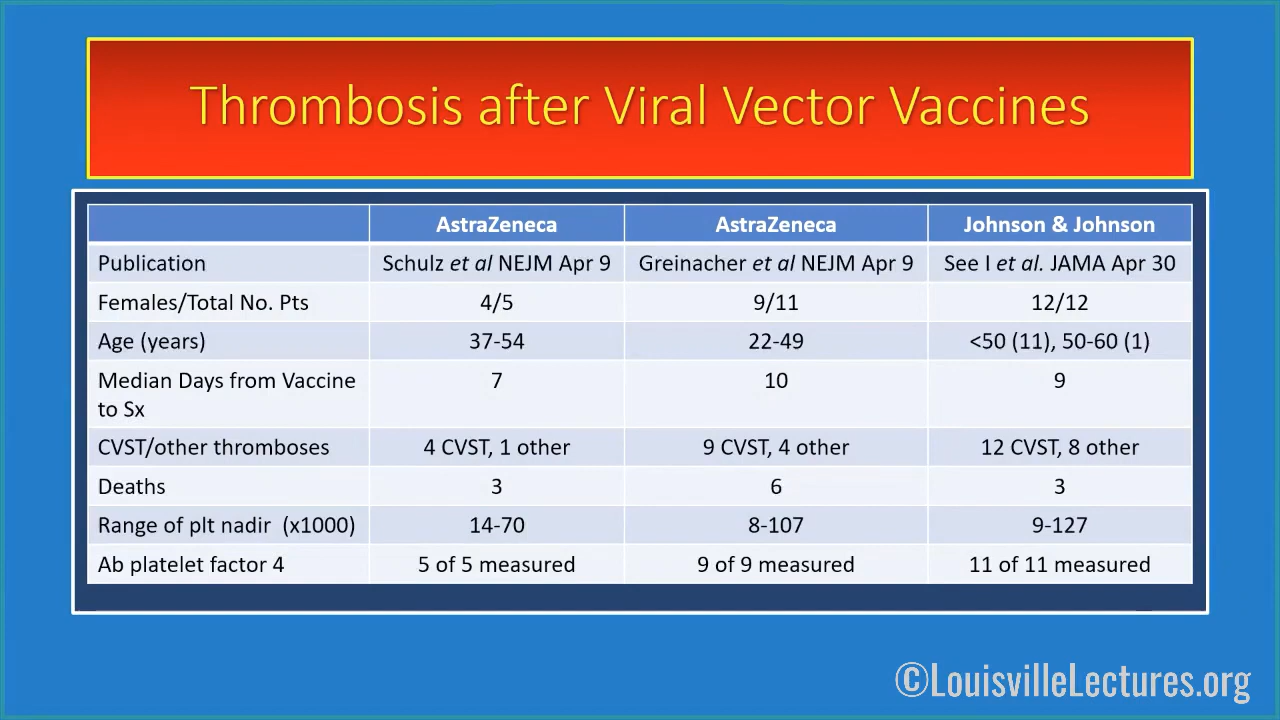 Thrombosis after Viral Vector Vaccines
AstraZeneca AstraZeneca Johnson & Johnson
Publication Schulz et al NEJM Apr 9 Greinacher et al NEJM Apr 9 See I et al. JAMA Apr 30
Females/Total No. Pts 4/5 9/11 12/12
Age (years) 37-54 22-49 <50 (11), 50-60 (1)
Median Days from Vaccine 7 10 9
to Sx
CVST/other thromboses 4 CVST, 1 other 9 CVST, 4 other 12 CVST, 8 other
Deaths 3 6 3
Range of plt nadir (x1000) 14-70 8-107 9-127
Ab platelet factor 4 5 of 5 measured 9 of 9 measured 11 of 11 measured
©LouisvilleLectures.org